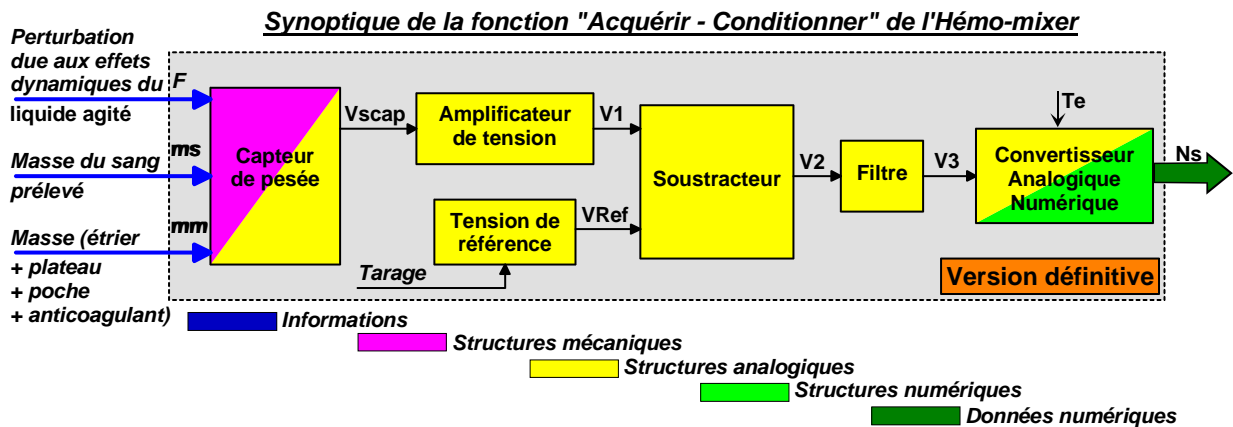 Synoptique de la fonction "Acquérir - Conditionner" de l'Hémo-mixer
Perturbation
due aux effets
dynamiques du
liquide agité
F
Masse du sang
prélevé
ms
Masse (étrier
+ plateau
+ poche
+ anticoagulant)
mm
Capteur
de pesée
Vscap
Amplificateur
de tension
V1
Tension de
référence
VRef
Tarage
Soustracteur
V2
Filtre
V3
Te
Convertisseur
Analogique
Numérique
Ns
Version définitive
Informations
Structures mécaniques
Structures analogiques
Structures numériques
Données numériques